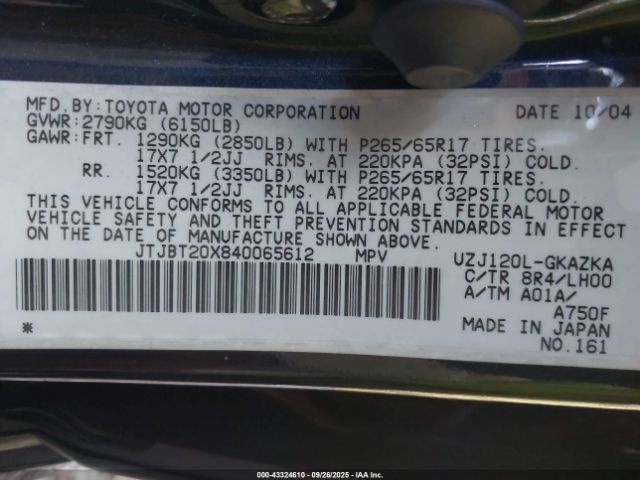 MFD.BY:TOYOTA MOTOR CORPORATION DATE 10/04
GVWR:2790KG (6150LB)
GAWR:FRT. 1290KG (2850LB) WITH P265/65R17 TIRES.
17X7 1/2JJ RIMS. AT 220KPA (32PSI) COLD.
RR. 1520KG (3350LB) WITH P265/65R17 TIRES.
17X7 1/2JJ RIMS. AT 220KPA (32PSI) COLD.
THIS VEHICLE CONFORMS TO ALL APPLICABLE FEDERAL MOTOR
VEHICLE SAFETY AND THEFT PREVENTION STANDARDS IN EFFECT
ON THE DATE OF MANUFACTURE SHOWN ABOVE.
JTJBT20X840065612 MPV UZJ120L-GKAZKA
C/TR 8R4/LH00
A/TM A01A/
A750F
* MADE IN JAPAN
NO.161
000-43324610 - 09/26/2025 - IAA Inc.